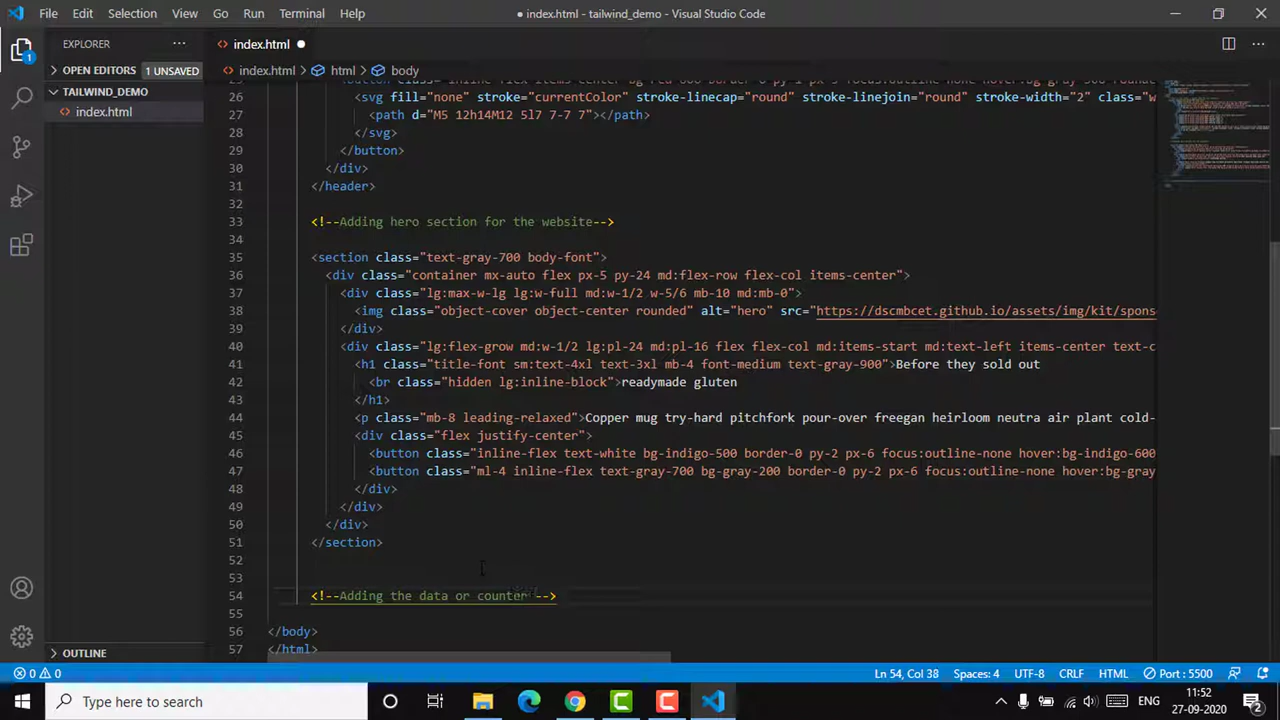 File Edit Selection View Go Run Terminal Help
● index.html - tailwind_demo - Visual Studio Code
EXPLORER ···
OPEN EDITORS 1 UNSAVED
TAILWIND_DEMO
<> index.html
1
<> index.html ●
<> index.html > html > body
26 <svg fill="none" stroke="currentColor" stroke-linecap="round" stroke-linejoin="round" stroke-width="2" class="w
27 <path d="M5 12h14M12 5l7 7-7 7"></path>
28 </svg>
29 </button>
30 </div>
31 </header>
32
33 <!--Adding hero section for the website-->
34
35 <section class="text-gray-700 body-font">
36 <div class="container mx-auto flex px-5 py-24 md:flex-row flex-col items-center">
37 <div class="lg:max-w-lg lg:w-full md:w-1/2 w-5/6 mb-10 md:mb-0">
38 <img class="object-cover object-center rounded" alt="hero" src="https://dscmbcet.github.io/assets/img/kit/spons
39 </div>
40 <div class="lg:flex-grow md:w-1/2 lg:pl-24 md:pl-16 flex flex-col md:items-start md:text-left items-center text-c
41 <h1 class="title-font sm:text-4xl text-3xl mb-4 font-medium text-gray-900">Before they sold out
42 <br class="hidden lg:inline-block">readymade gluten
43 </h1>
44 <p class="mb-8 leading-relaxed">Copper mug try-hard pitchfork pour-over freegan heirloom neutra air plant cold-
45 <div class="flex justify-center">
46 <button class="inline-flex text-white bg-indigo-500 border-0 py-2 px-6 focus:outline-none hover:bg-indigo-600
47 <button class="ml-4 inline-flex text-gray-700 bg-gray-200 border-0 py-2 px-6 focus:outline-none hover:bg-gray
48 </div>
49 </div>
50 </div>
51 </section>
52
53
54 <!--Adding the data or counter -->
55
56 </body>
57 </html>
OUTLINE
0 0 Ln 54, Col 38 Spaces: 4 UTF-8 CRLF HTML Port : 5500
Type here to search
ENG 11:52 27-09-2020 2